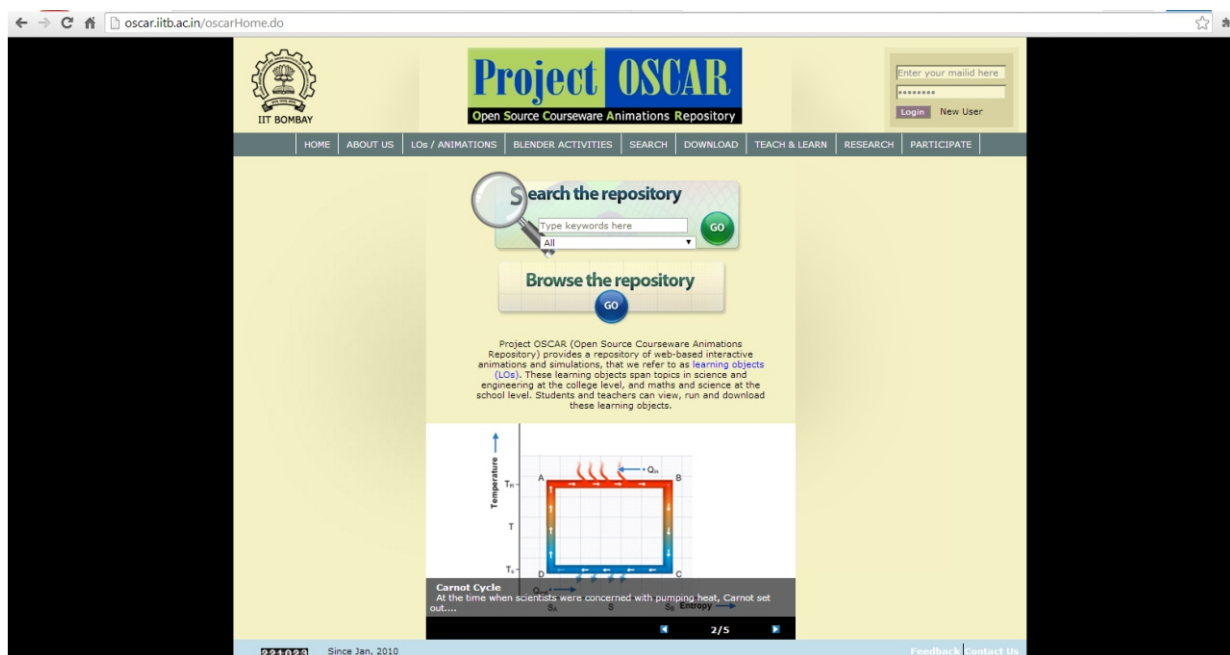 oscar.iitb.ac.in/oscarHome.do
IIT BOMBAY
Project OSCAR
Open Source Courseware Animations Repository
Enter your mailid here
********
Login New User
HOME ABOUT US LOs / ANIMATIONS BLENDER ACTIVITIES SEARCH DOWNLOAD TEACH & LEARN RESEARCH PARTICIPATE
Search the repository
Type keywords here
All
GO
Browse the repository
GO
Project OSCAR (Open Source Courseware Animations
Repository) provides a repository of web-based interactive
animations and simulations, that we refer to as learning objects
(LOs). These learning objects span topics in science and
engineering at the college level, and maths and science at the
school level. Students and teachers can view, run and download
these learning objects.
Temperature
Qin
A
B
TH
T
D
C
Carnot Cycle
At the time when scientists were concerned with pumping heat, Carnot set
out....
SA S SB Entropy
2/5
Since Jan, 2010
Feedback Contact Us